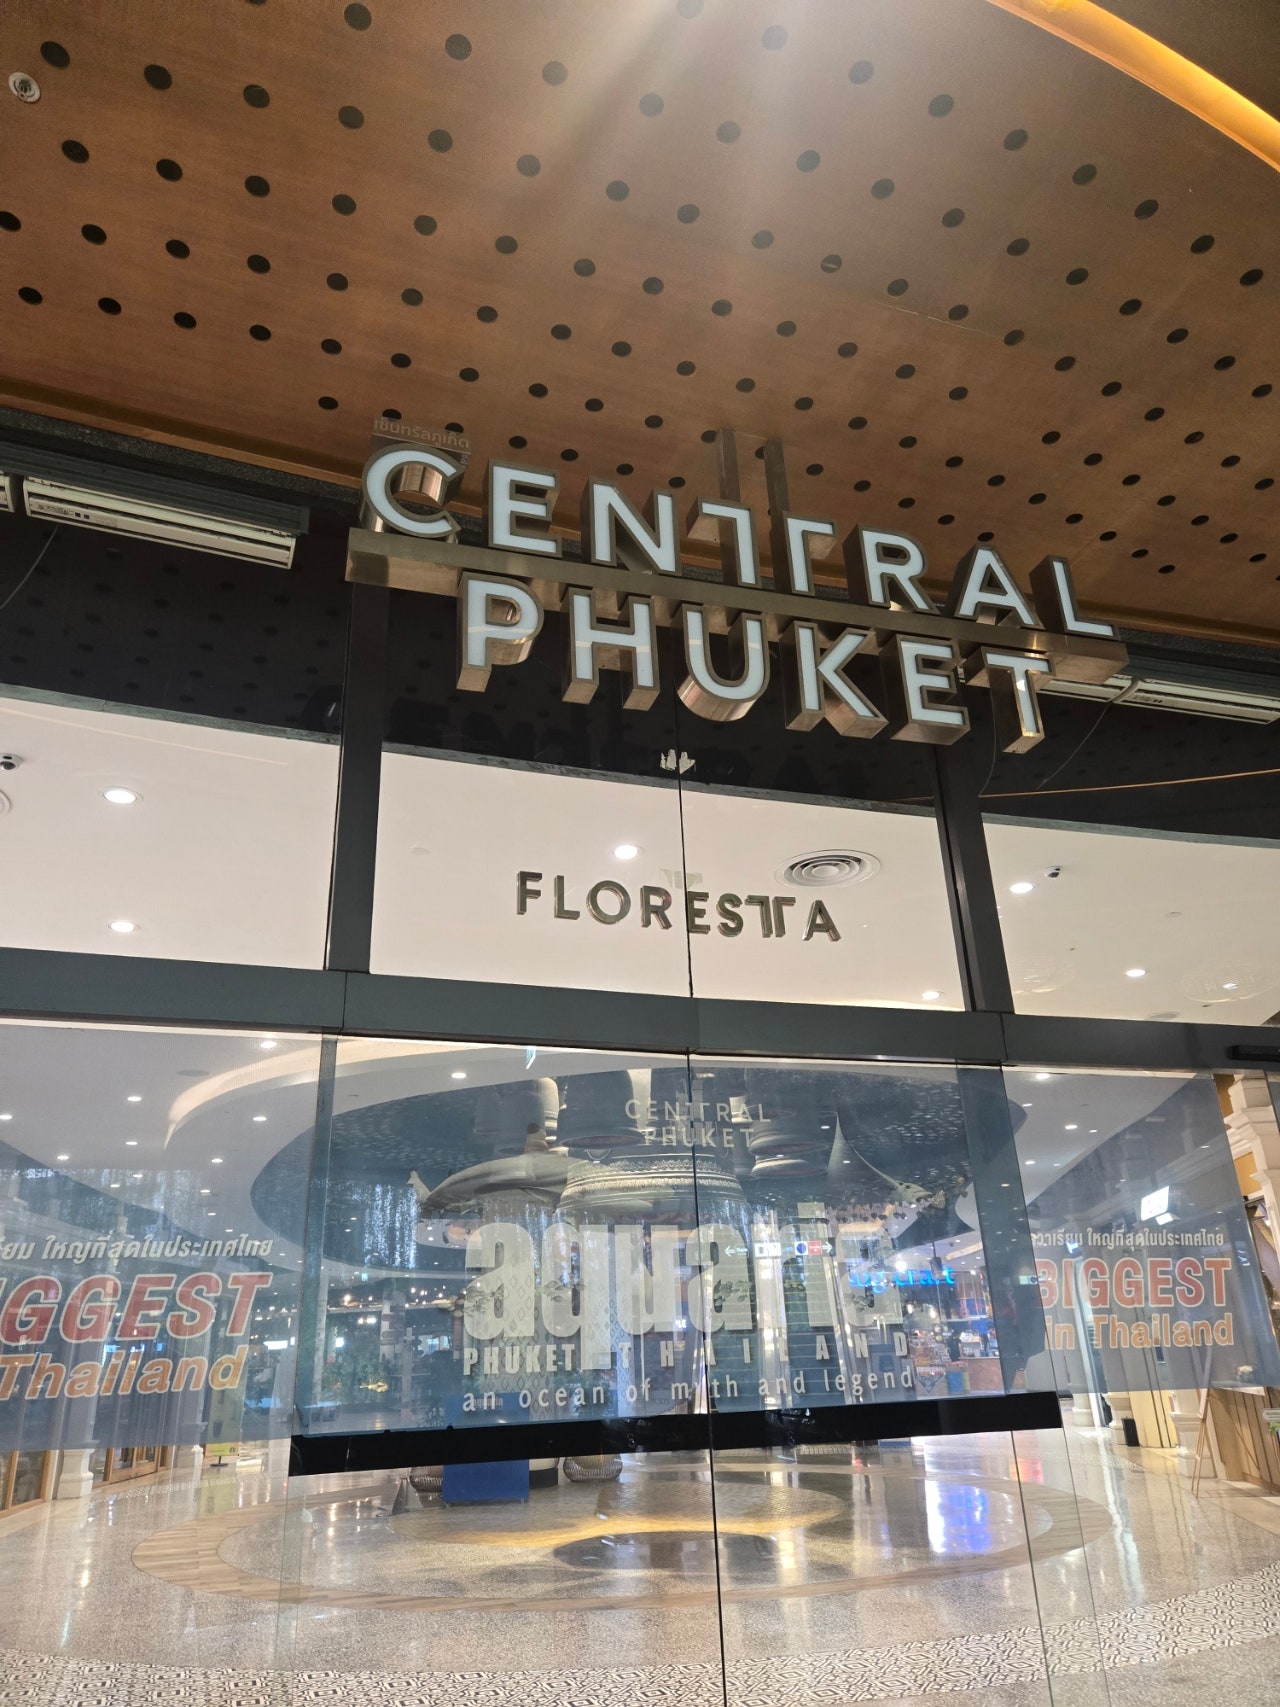 เซ็นทรัลภูเก็ต
CENTRAL
PHUKET
FLORESTA
CENTRAL
PHUKET
ใหญ่ที่สุดในประเทศไทย
BIGGEST
in Thailand
aquaria
PHUKET THAILAND
an ocean of myth and legend
ใหญ่ที่สุดในประเทศไทย
BIGGEST
in Thailand